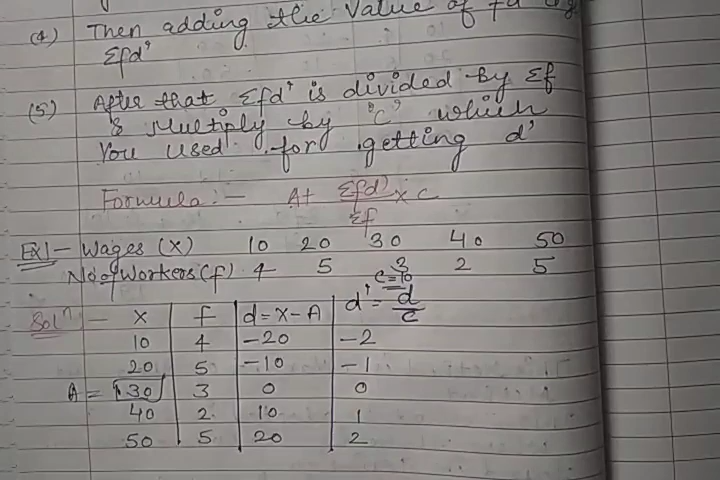 (4) Then adding the Value of fd'
Σfd'
(5) After that Σfd' is divided by Σf
& Multiply by 'C' which
You used for getting d'
Formula :- A+ Σfd'/Σf × C
EX1- Wages (X) 10 20 30 40 50
No of Workers (f) 4 5 3 2 5
C=10
Solⁿ - X f d=X-A d' = d/c
10 4 -20 -2
20 5 -10 -1
A = 30 3 0 0
40 2 10 1
50 5 20 2